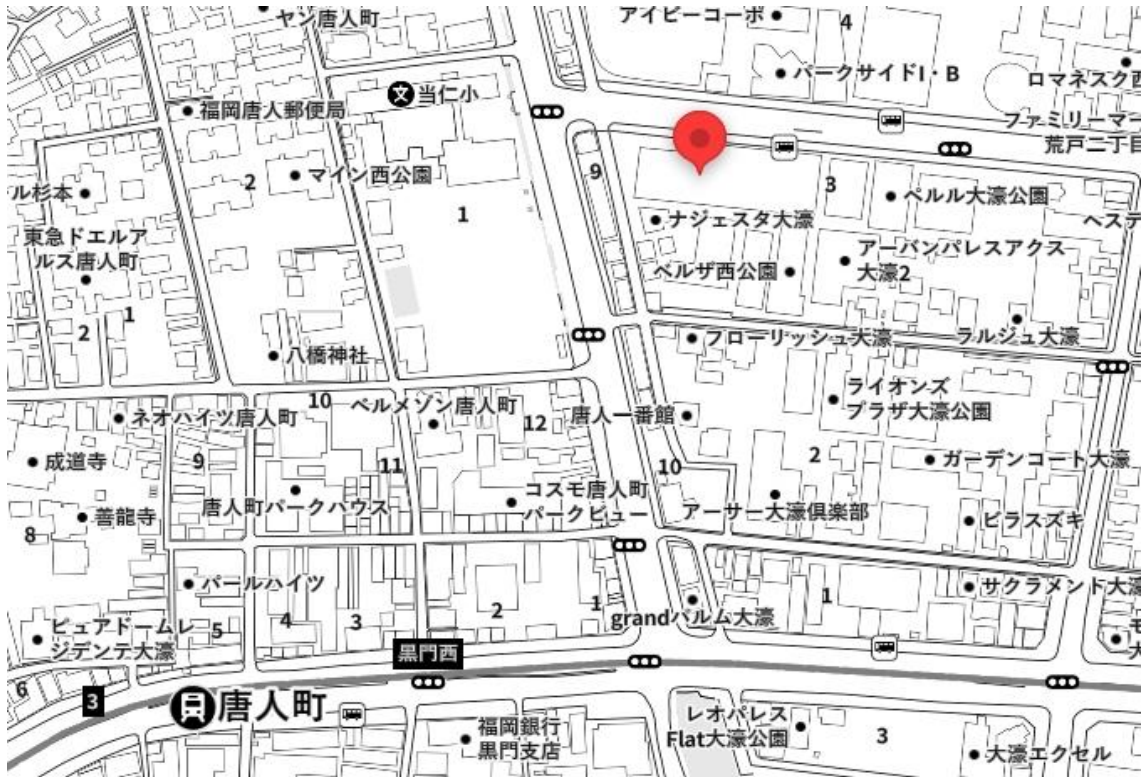 ヤン唐人町
アイビーコーポ
4
パークサイドI・B
ロマネスク西
文 当仁小
福岡唐人郵便局
ファミリーマー
荒戸二丁目
マイン西公園
2
9
3
ル杉本
ペルル大濠公園
1
ナジェスタ大濠
ヘステ
東急ドエルア
ルス唐人町
ベルザ西公園
アーバンパレスアクス
大濠2
1
2
フローリッシュ大濠
ラルジュ大濠
八橋神社
ライオンズ
プラザ大濠公園
10
ベルメゾン唐人町
唐人一番館
ネオハイツ唐人町
12
2
成道寺
9
11
10
ガーデンコート大濠
唐人町パークハウス
コスモ唐人町
パークビュー
アーサー大濠倶楽部
善龍寺
ビラスズキ
8
パールハイツ
サクラメント大濠
4
3
2
1
1
grandパルム大濠
ピュアドームレ
ジデンテ大濠
5
モ
大
黒門西
6
3
唐人町
福岡銀行
黒門支店
レオパレス
Flat大濠公園
3
大濠エクセル